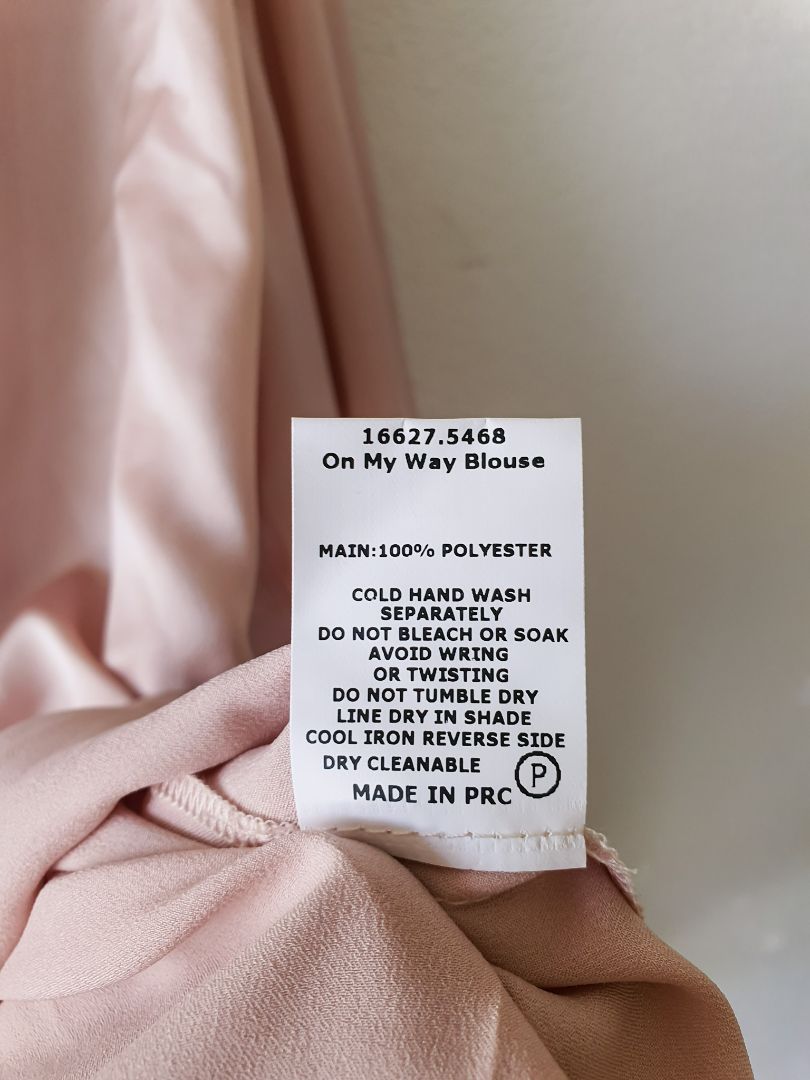 16627.5468
On My Way Blouse
MAIN:100% POLYESTER
COLD HAND WASH
SEPARATELY
DO NOT BLEACH OR SOAK
AVOID WRING
OR TWISTING
DO NOT TUMBLE DRY
LINE DRY IN SHADE
COOL IRON REVERSE SIDE
DRY CLEANABLE P
MADE IN PRC